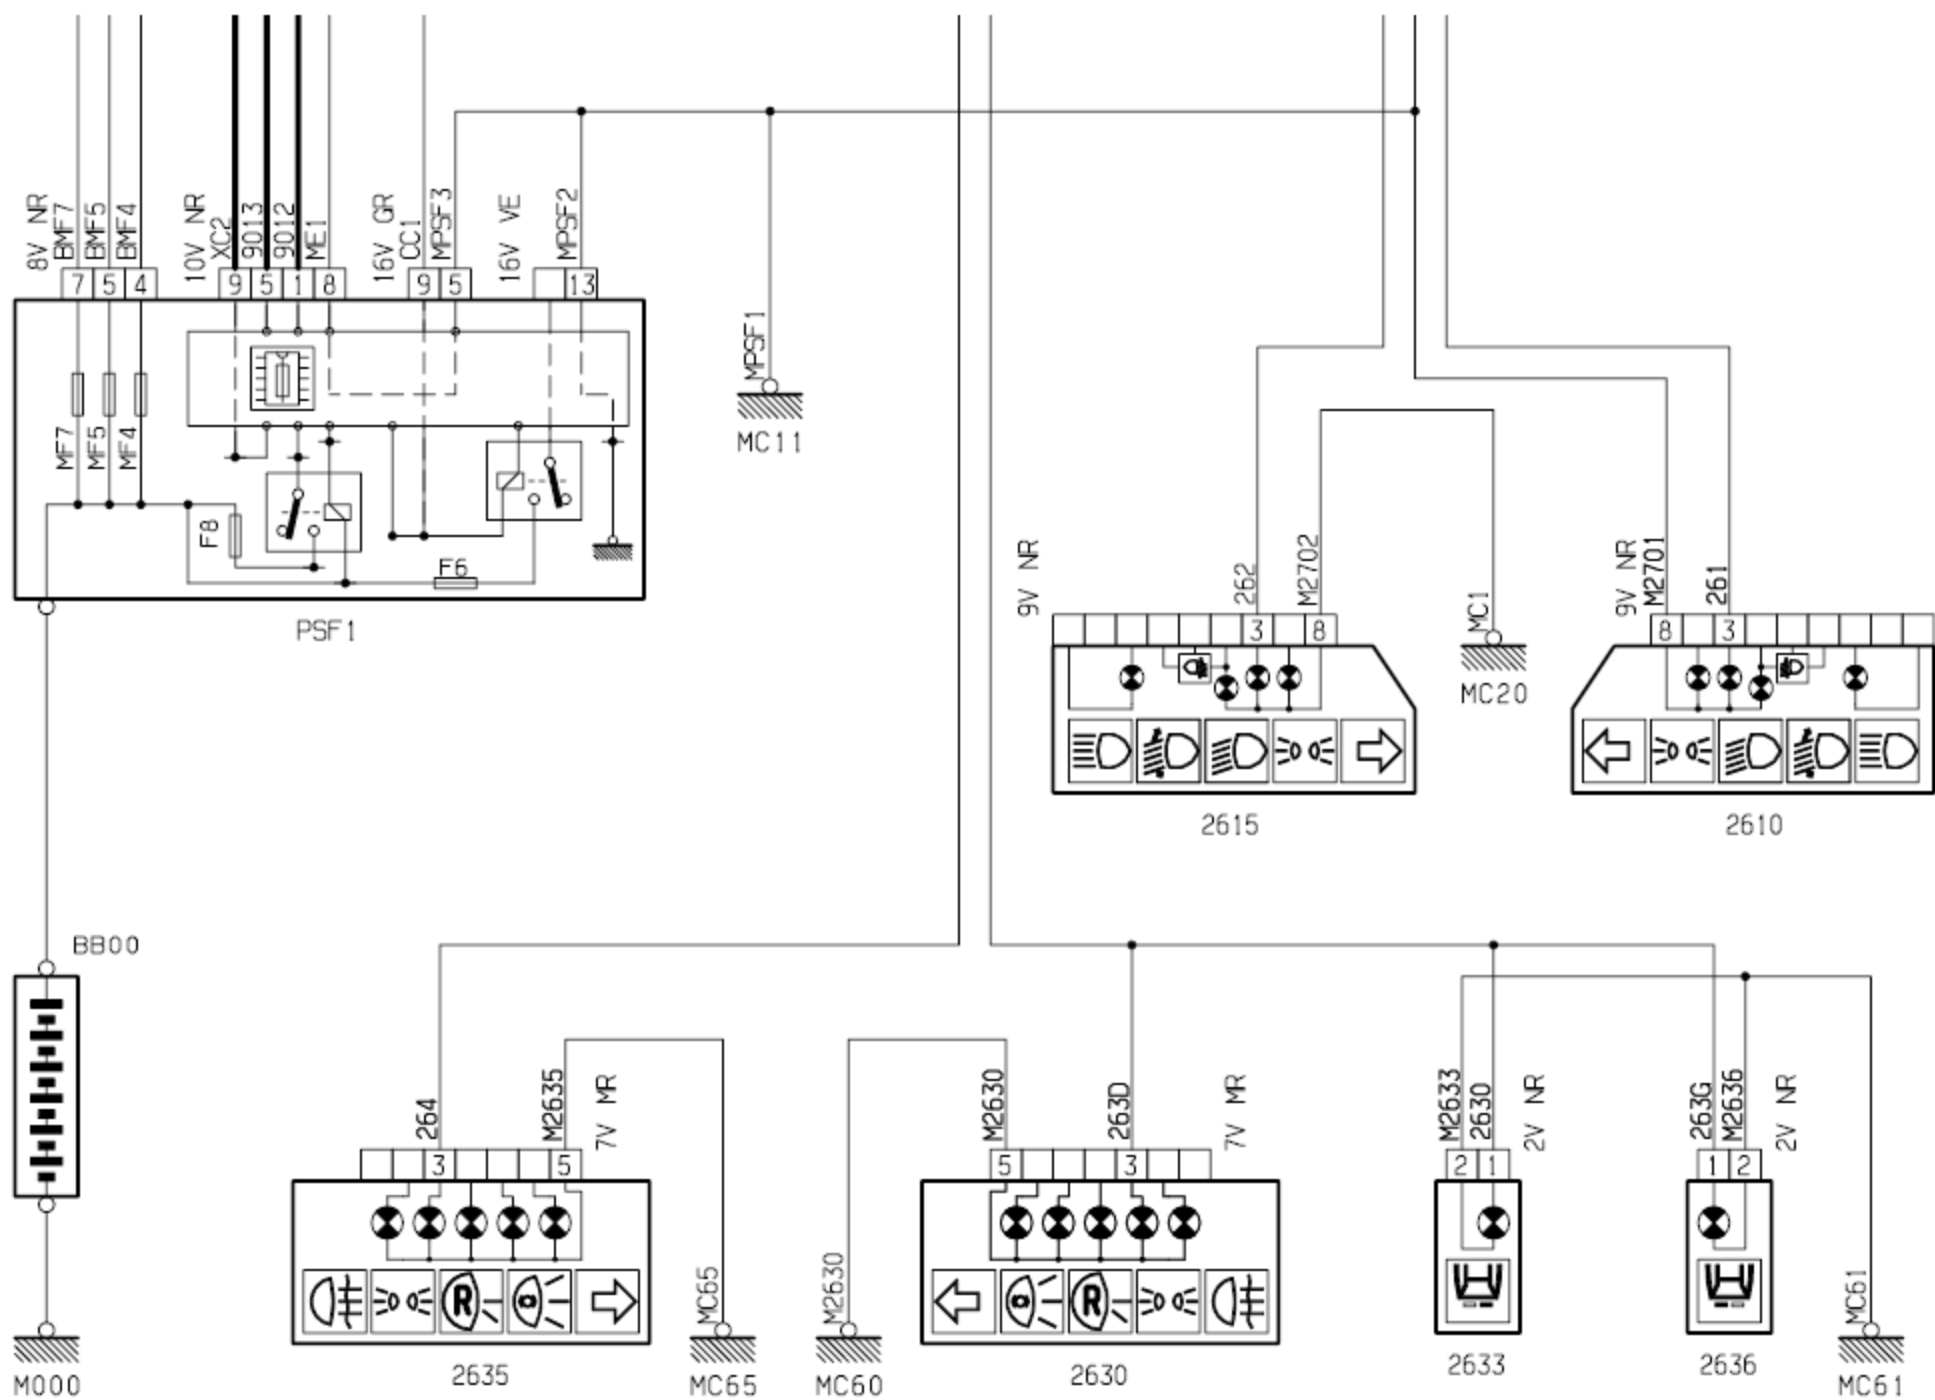 8V NR
BMF7
BMF5
BMF4
10V NR
XC2
9013
9012
ME1
16V GR
CC1
MPSF3
16V VE
MPSF2
7 5 4
9 5 1 8
9 5
13
MF7
MF5
MF4
F8
F6
PSF1
MPSF1
MC11
9V NR
262
M2702
3 8
MC1
MC20
9V NR
M2701
261
8 3
2615
2610
BB00
M000
264
M2635
7V MR
3 5
R
2635
MC65
MC65
M2630
263D
7V MR
5 3
R
2630
M2630
MC60
M2633
2630
2V NR
2 1
2633
263G
M2636
2V NR
1 2
2636
MC61
MC61